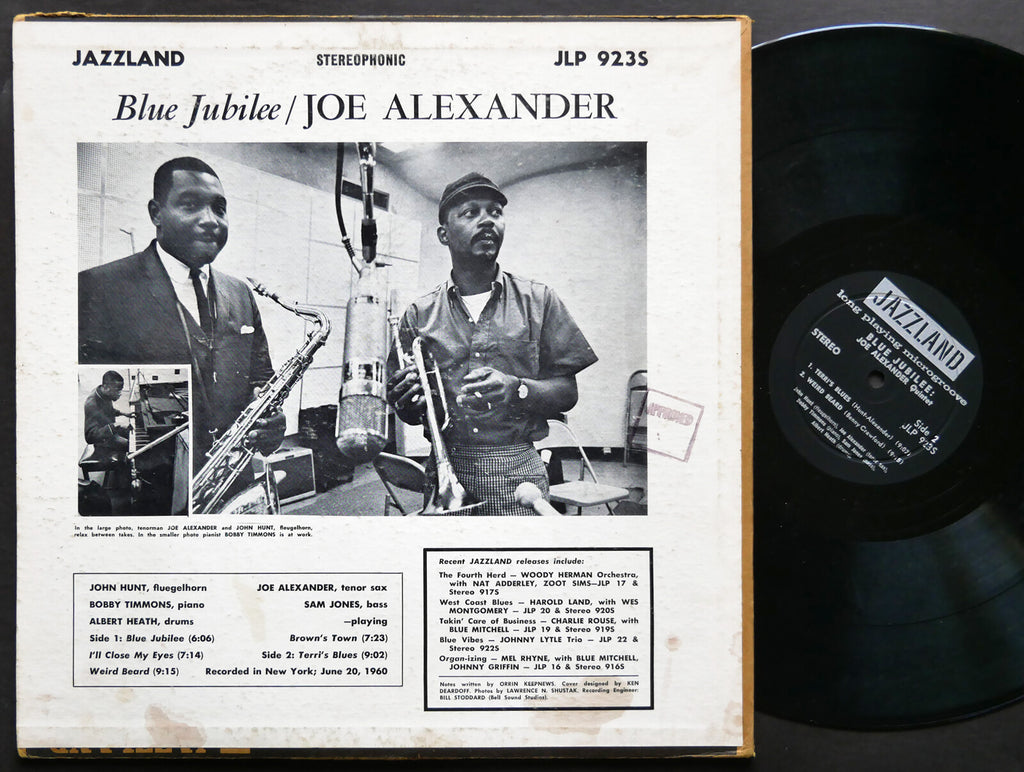 JAZZLAND STEREOPHONIC JLP 923S
Blue Jubilee / JOE ALEXANDER
In the large photo, tenorman JOE ALEXANDER and JOHN HUNT, fleugelhorn,
relax between takes. In the smaller photo pianist BOBBY TIMMONS is at work.
JOHN HUNT, fluegelhorn JOE ALEXANDER, tenor sax
BOBBY TIMMONS, piano SAM JONES, bass
ALBERT HEATH, drums —playing
Side 1: Blue Jubilee (6:06) Brown's Town (7:23)
I'll Close My Eyes (7:14) Side 2: Terri's Blues (9:02)
Weird Beard (9:15) Recorded in New York; June 20, 1960
Recent JAZZLAND releases include:
The Fourth Herd — WOODY HERMAN Orchestra,
with NAT ADDERLEY, ZOOT SIMS—JLP 17 &
Stereo 917S
West Coast Blues — HAROLD LAND, with WES
MONTGOMERY — JLP 20 & Stereo 920S
Takin' Care of Business — CHARLIE ROUSE, with
BLUE MITCHELL — JLP 19 & Stereo 919S
Blue Vibes — JOHNNY LYTLE Trio — JLP 22 &
Stereo 922S
Organ-izing — MEL RHYNE, with BLUE MITCHELL,
JOHNNY GRIFFIN — JLP 16 & Stereo 916S
Notes written by ORRIN KEEPNEWS. Cover designed by KEN
DEARDOFF. Photos by LAWRENCE N. SHUSTAK. Recording Engineer:
BILL STODDARD (Bell Sound Studios).
JAZZLAND
long playing microgroove
BLUE JUBILEE:
JOE ALEXANDER Quintet
STEREO
Side 2
JLP 923S
1. TERRI'S BLUES (Hunt-Alexander) 9:02
2. WEIRD BEARD (Benny Crawford) (9:15)